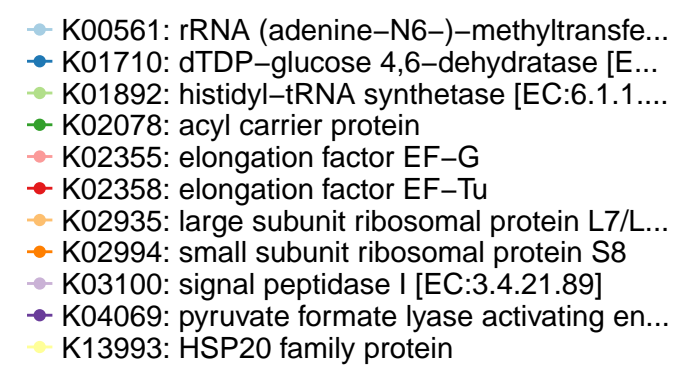 K00561: rRNA (adenine−N6−)−methyltransfe...
K01710: dTDP−glucose 4,6−dehydratase [E...
K01892: histidyl−tRNA synthetase [EC:6.1.1....
K02078: acyl carrier protein
K02355: elongation factor EF−G
K02358: elongation factor EF−Tu
K02935: large subunit ribosomal protein L7/L...
K02994: small subunit ribosomal protein S8
K03100: signal peptidase I [EC:3.4.21.89]
K04069: pyruvate formate lyase activating en...
K13993: HSP20 family protein